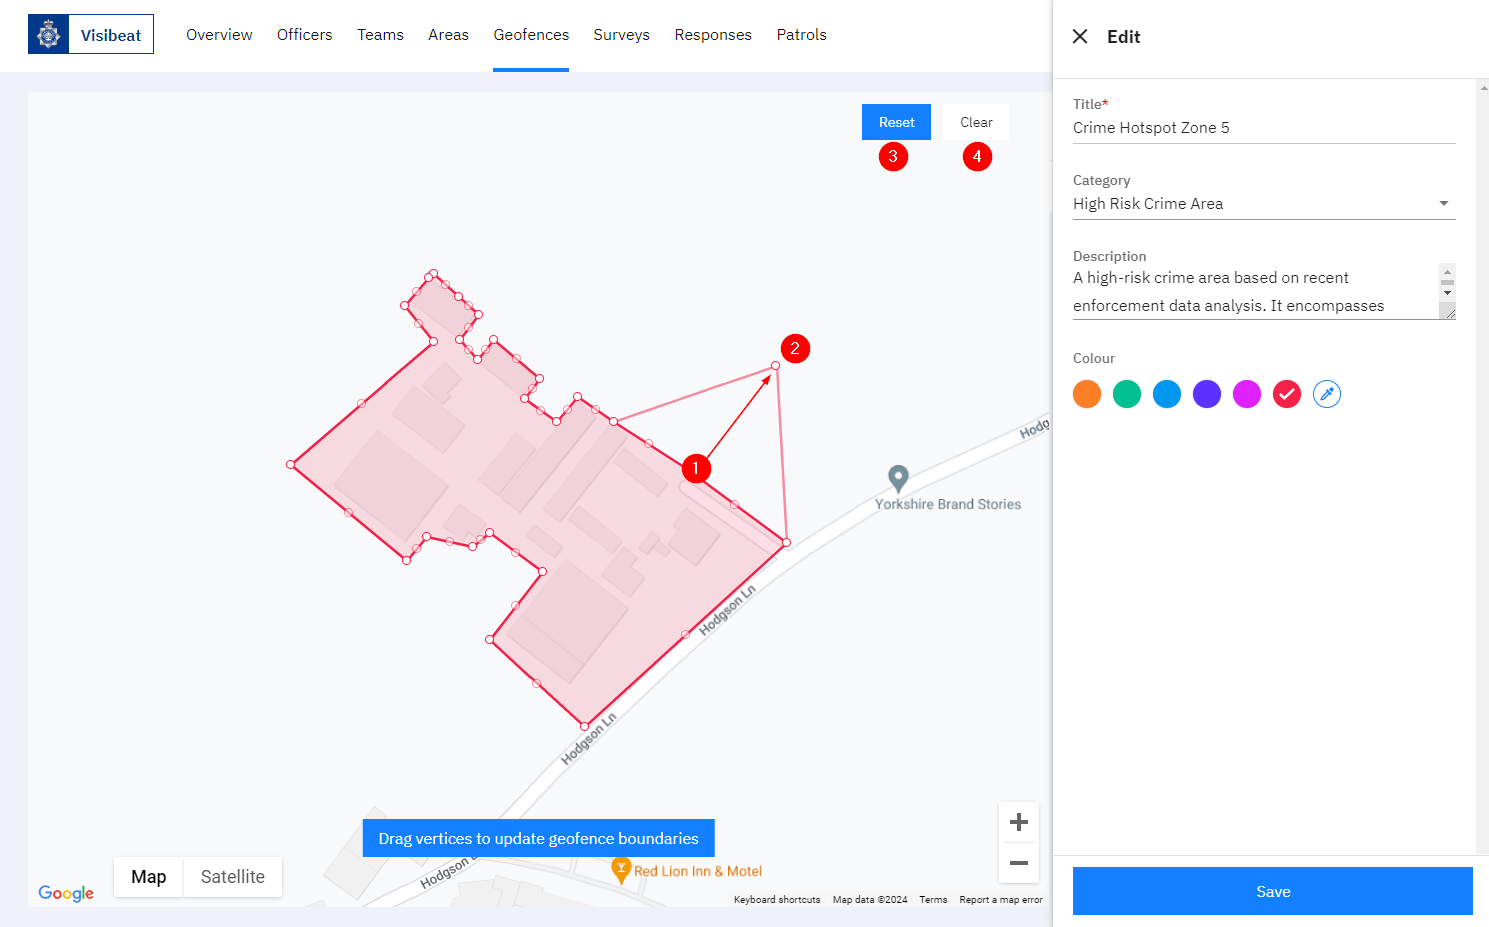 Visibeat
Overview
Officers
Teams
Areas
Geofences
Surveys
Responses
Patrols
Reset
Clear
3
4
2
1
Hodg
Yorkshire Brand Stories
Hodgson Ln
Hodgson Ln
Drag vertices to update geofence boundaries
Hodgson
Red Lion Inn & Motel
Map
Satellite
Google
Keyboard shortcuts
Map data ©2024
Terms
Report a map error
Edit
Title*
Crime Hotspot Zone 5
Category
High Risk Crime Area
Description
A high-risk crime area based on recent
enforcement data analysis. It encompasses
Colour
Save